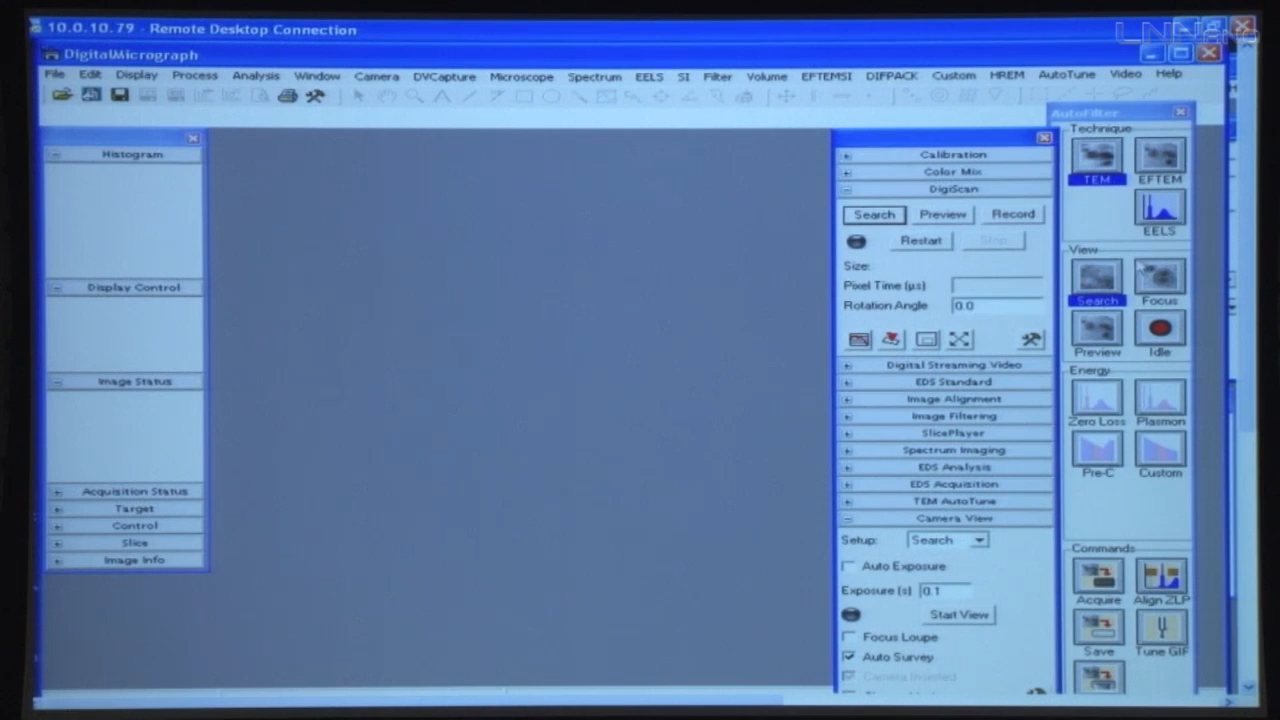 10.0.10.79 - Remote Desktop Connection
LNNano
DigitalMicrograph
File Edit Display Process Analysis Window Camera DVCapture Microscope Spectrum EELS SI Filter Volume EFTEMSI DIFPACK Custom HREM AutoTune Video Help
AutoFilter
Histogram
Display Control
Image Status
Acquisition Status
Target
Control
Slice
Image Info
Calibration
Color Mix
DigiScan
Search Preview Record
Restart Stop
Size:
Pixel Time (µs)
Rotation Angle 0.0
Digital Streaming Video
EDS Standard
Image Alignment
Image Filtering
SlicePlayer
Spectrum Imaging
EDS Analysis
EDS Acquisition
TEM AutoTune
Camera View
Setup: Search
Auto Exposure
Exposure (s) 0.1
Start View
Focus Loupe
Auto Survey
Camera Inserted
Technique
TEM EFTEM
EELS
View
Search Focus
Preview Idle
Energy
Zero Loss Plasmon
Pre-C Custom
Commands
Acquire Align ZLP
Save Tune GIF